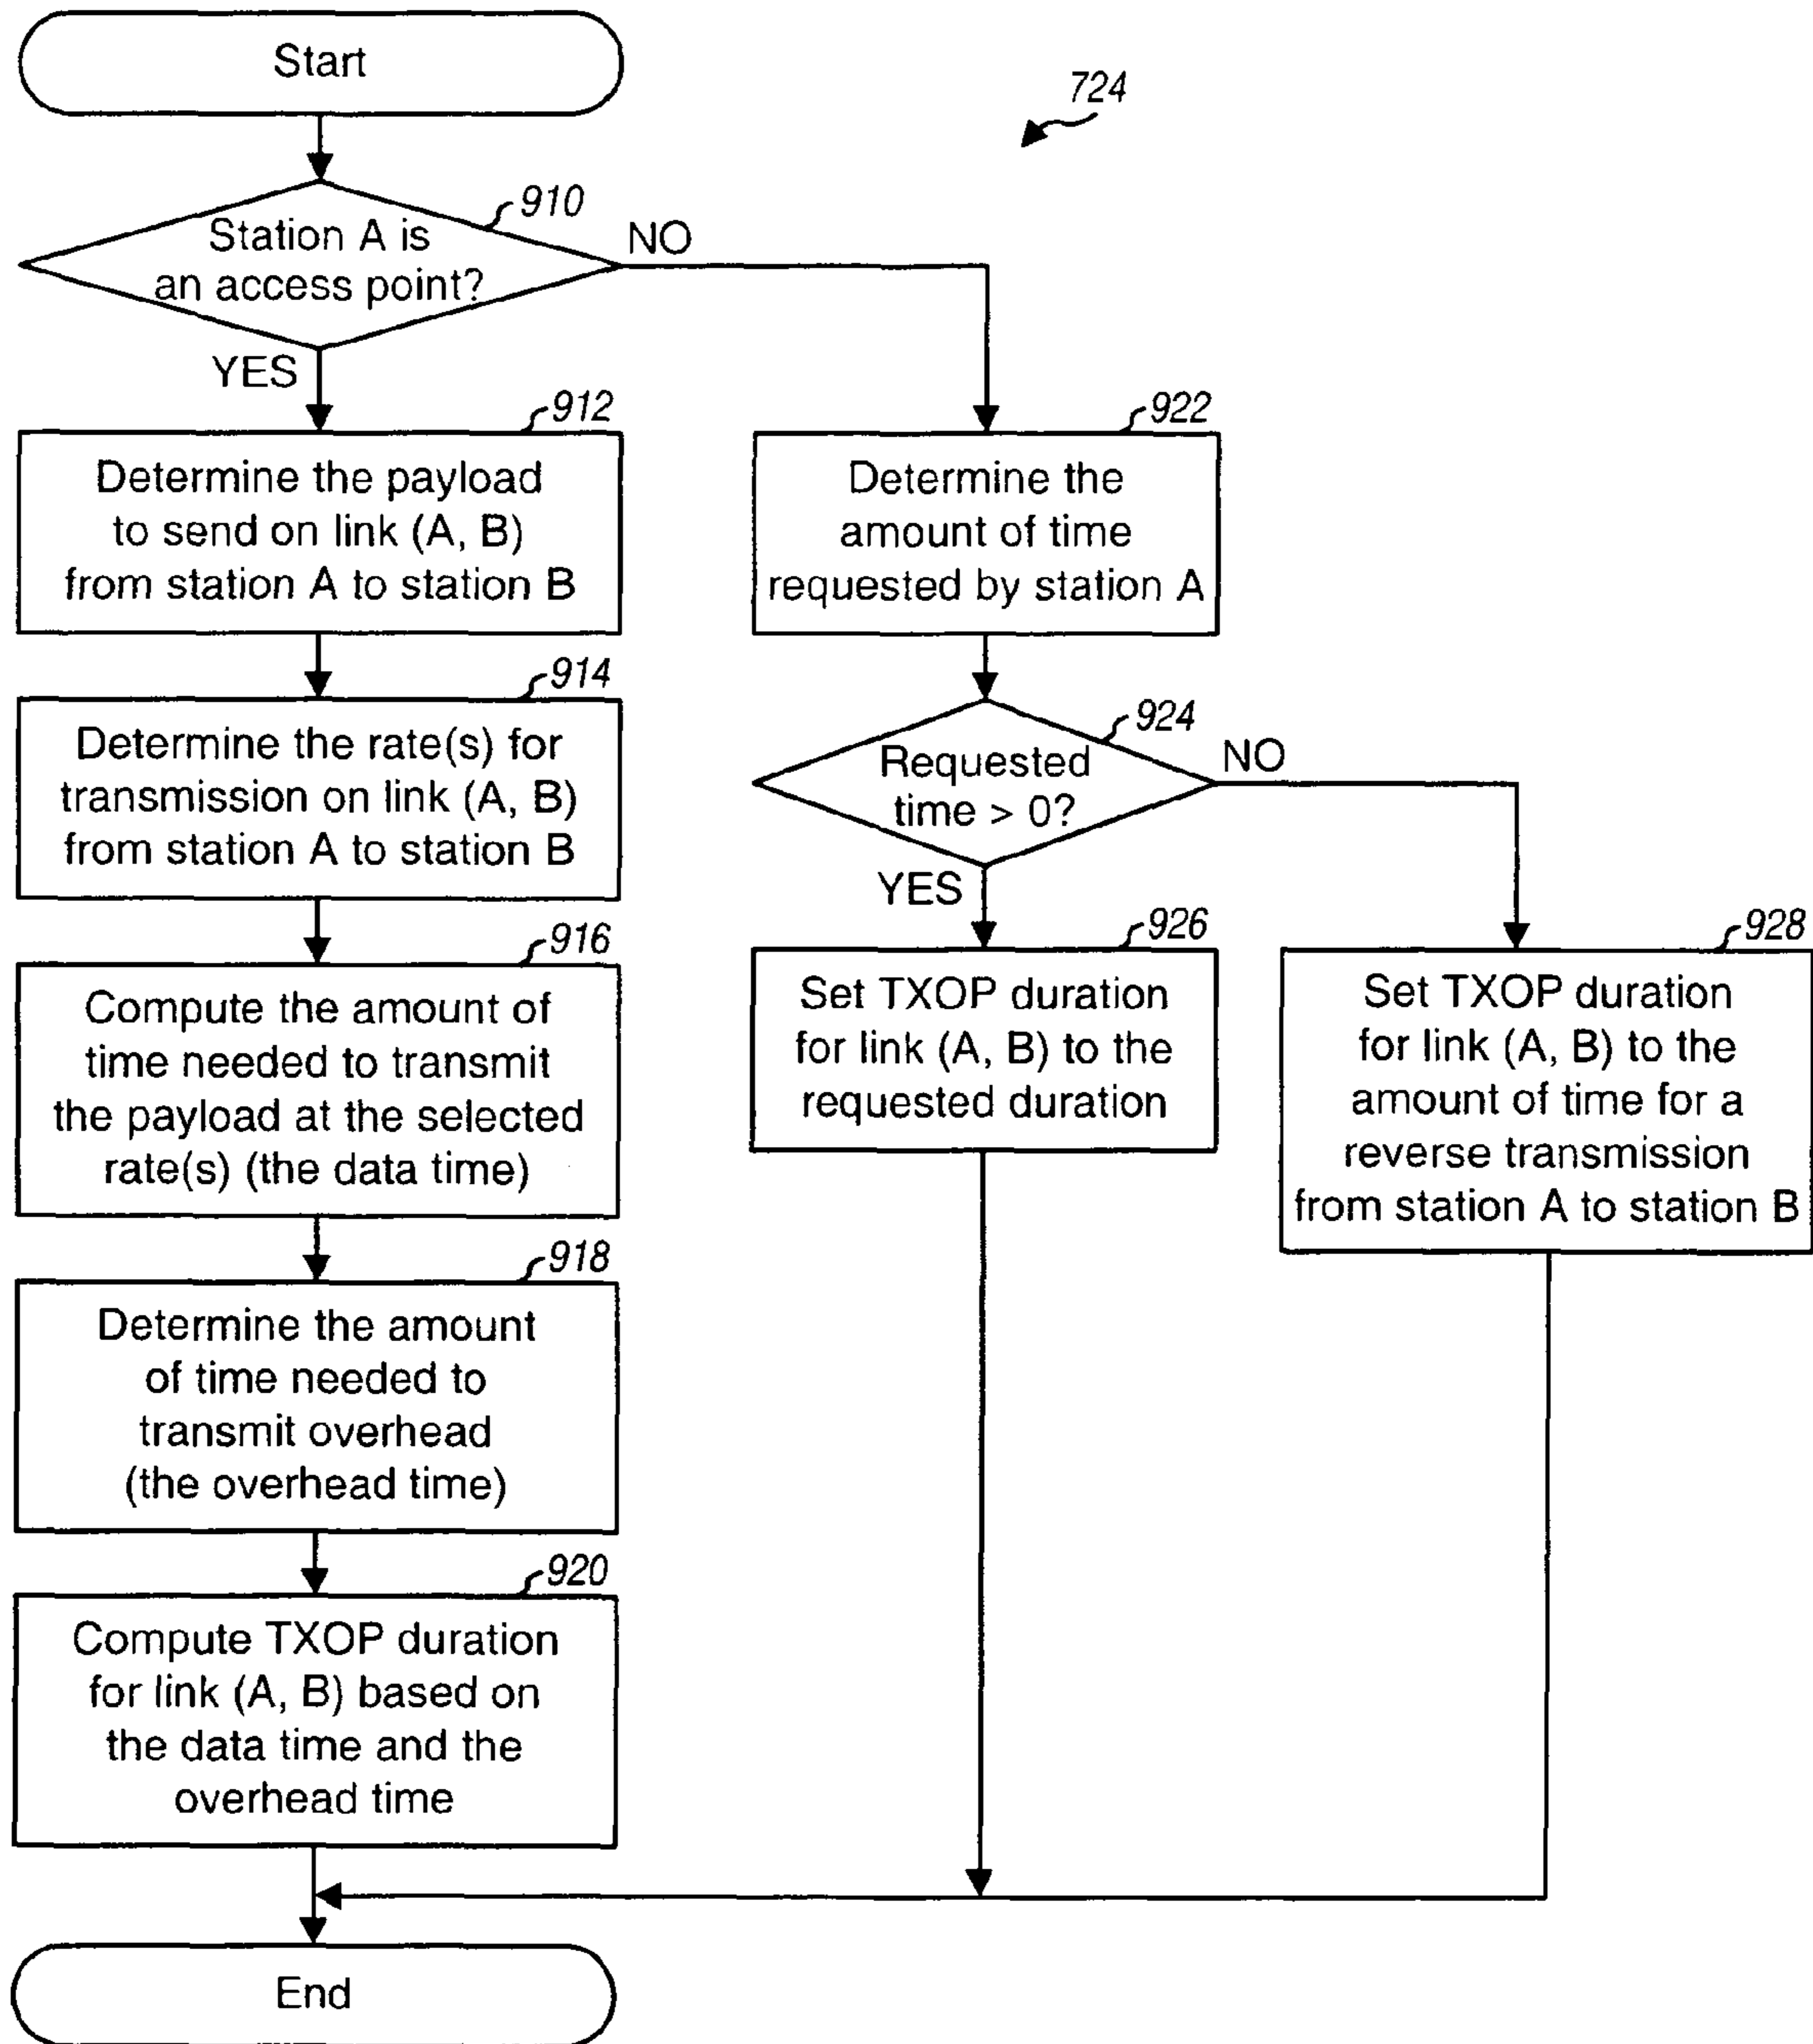 Start
724
910
Station A is
an access point?
NO
YES
912
Determine the payload
to send on link (A, B)
from station A to station B
922
Determine the
amount of time
requested by station A
914
Determine the rate(s) for
transmission on link (A, B)
from station A to station B
924
Requested
time > 0?
NO
YES
916
Compute the amount of
time needed to transmit
the payload at the selected
rate(s) (the data time)
926
Set TXOP duration
for link (A, B) to the
requested duration
928
Set TXOP duration
for link (A, B) to the
amount of time for a
reverse transmission
from station A to station B
918
Determine the amount
of time needed to
transmit overhead
(the overhead time)
920
Compute TXOP duration
for link (A, B) based on
the data time and the
overhead time
End